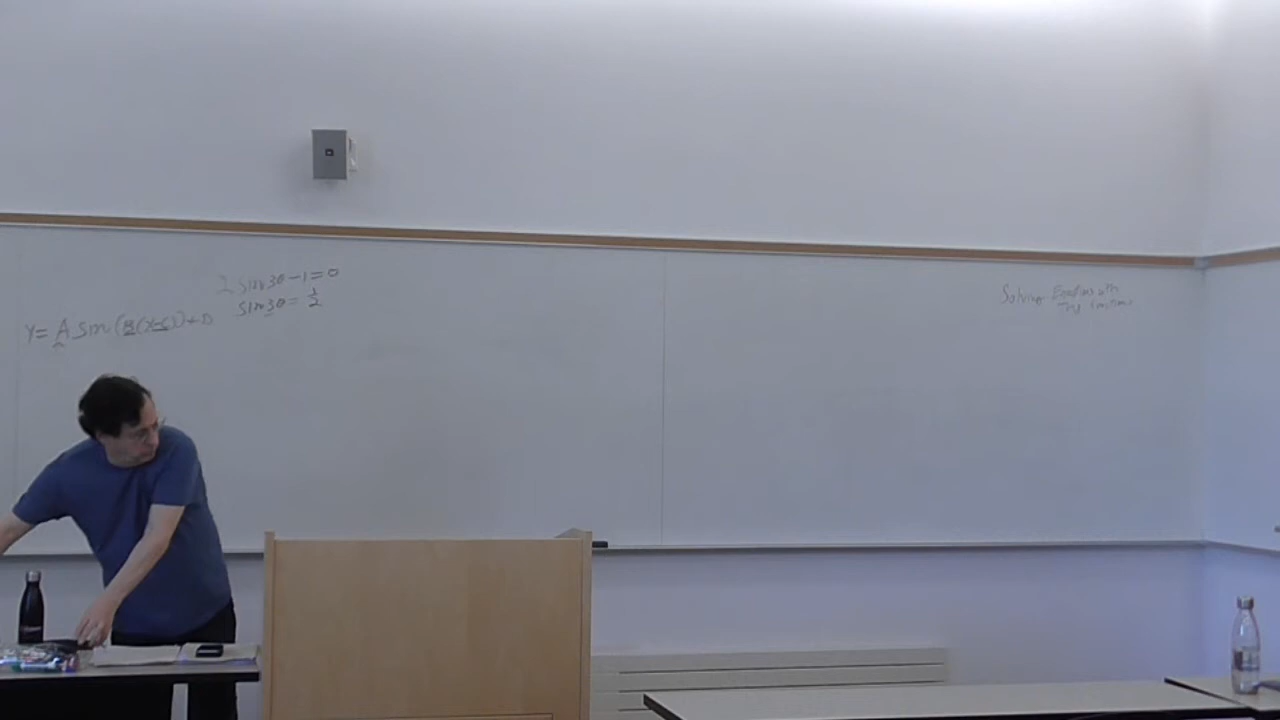 2 sin 3θ - 1 = 0
sin 3θ = 1/2
Y = A sin (B(X-C)) + D
Solving Equations with
Trig Functions